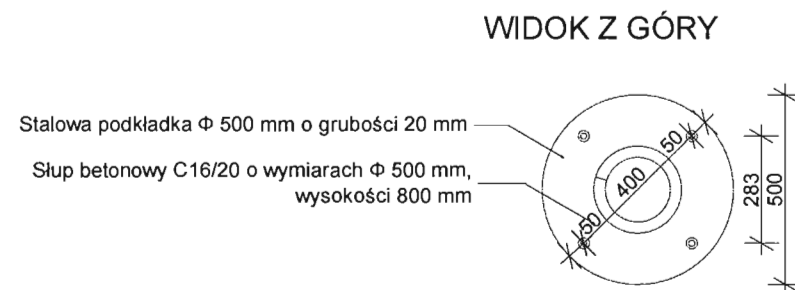 WIDOK Z GÓRY
Stalowa podkładka Φ 500 mm o grubości 20 mm
Słup betonowy C16/20 o wymiarach Φ 500 mm,
wysokości 800 mm
50
400
50
283
500